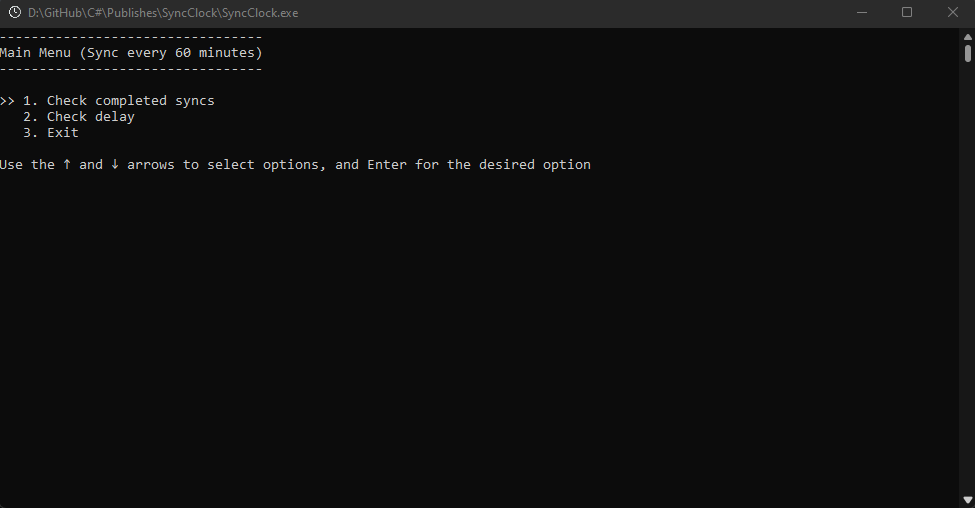 D:\GitHub\C#\Publishes\SyncClock\SyncClock.exe
---------------------------------
Main Menu (Sync every 60 minutes)
---------------------------------
>> 1. Check completed syncs
2. Check delay
3. Exit
Use the ↑ and ↓ arrows to select options, and Enter for the desired option